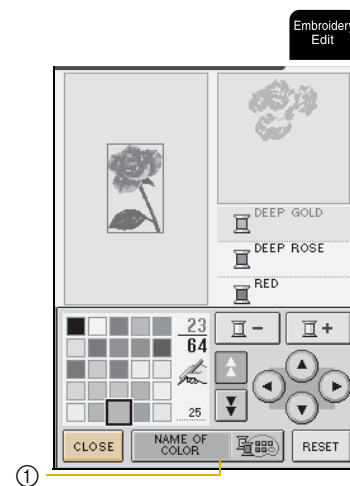 Embroidery
Edit
DEEP GOLD
DEEP ROSE
RED
23
64
25
－
+
CLOSE
NAME OF
COLOR
RESET
①